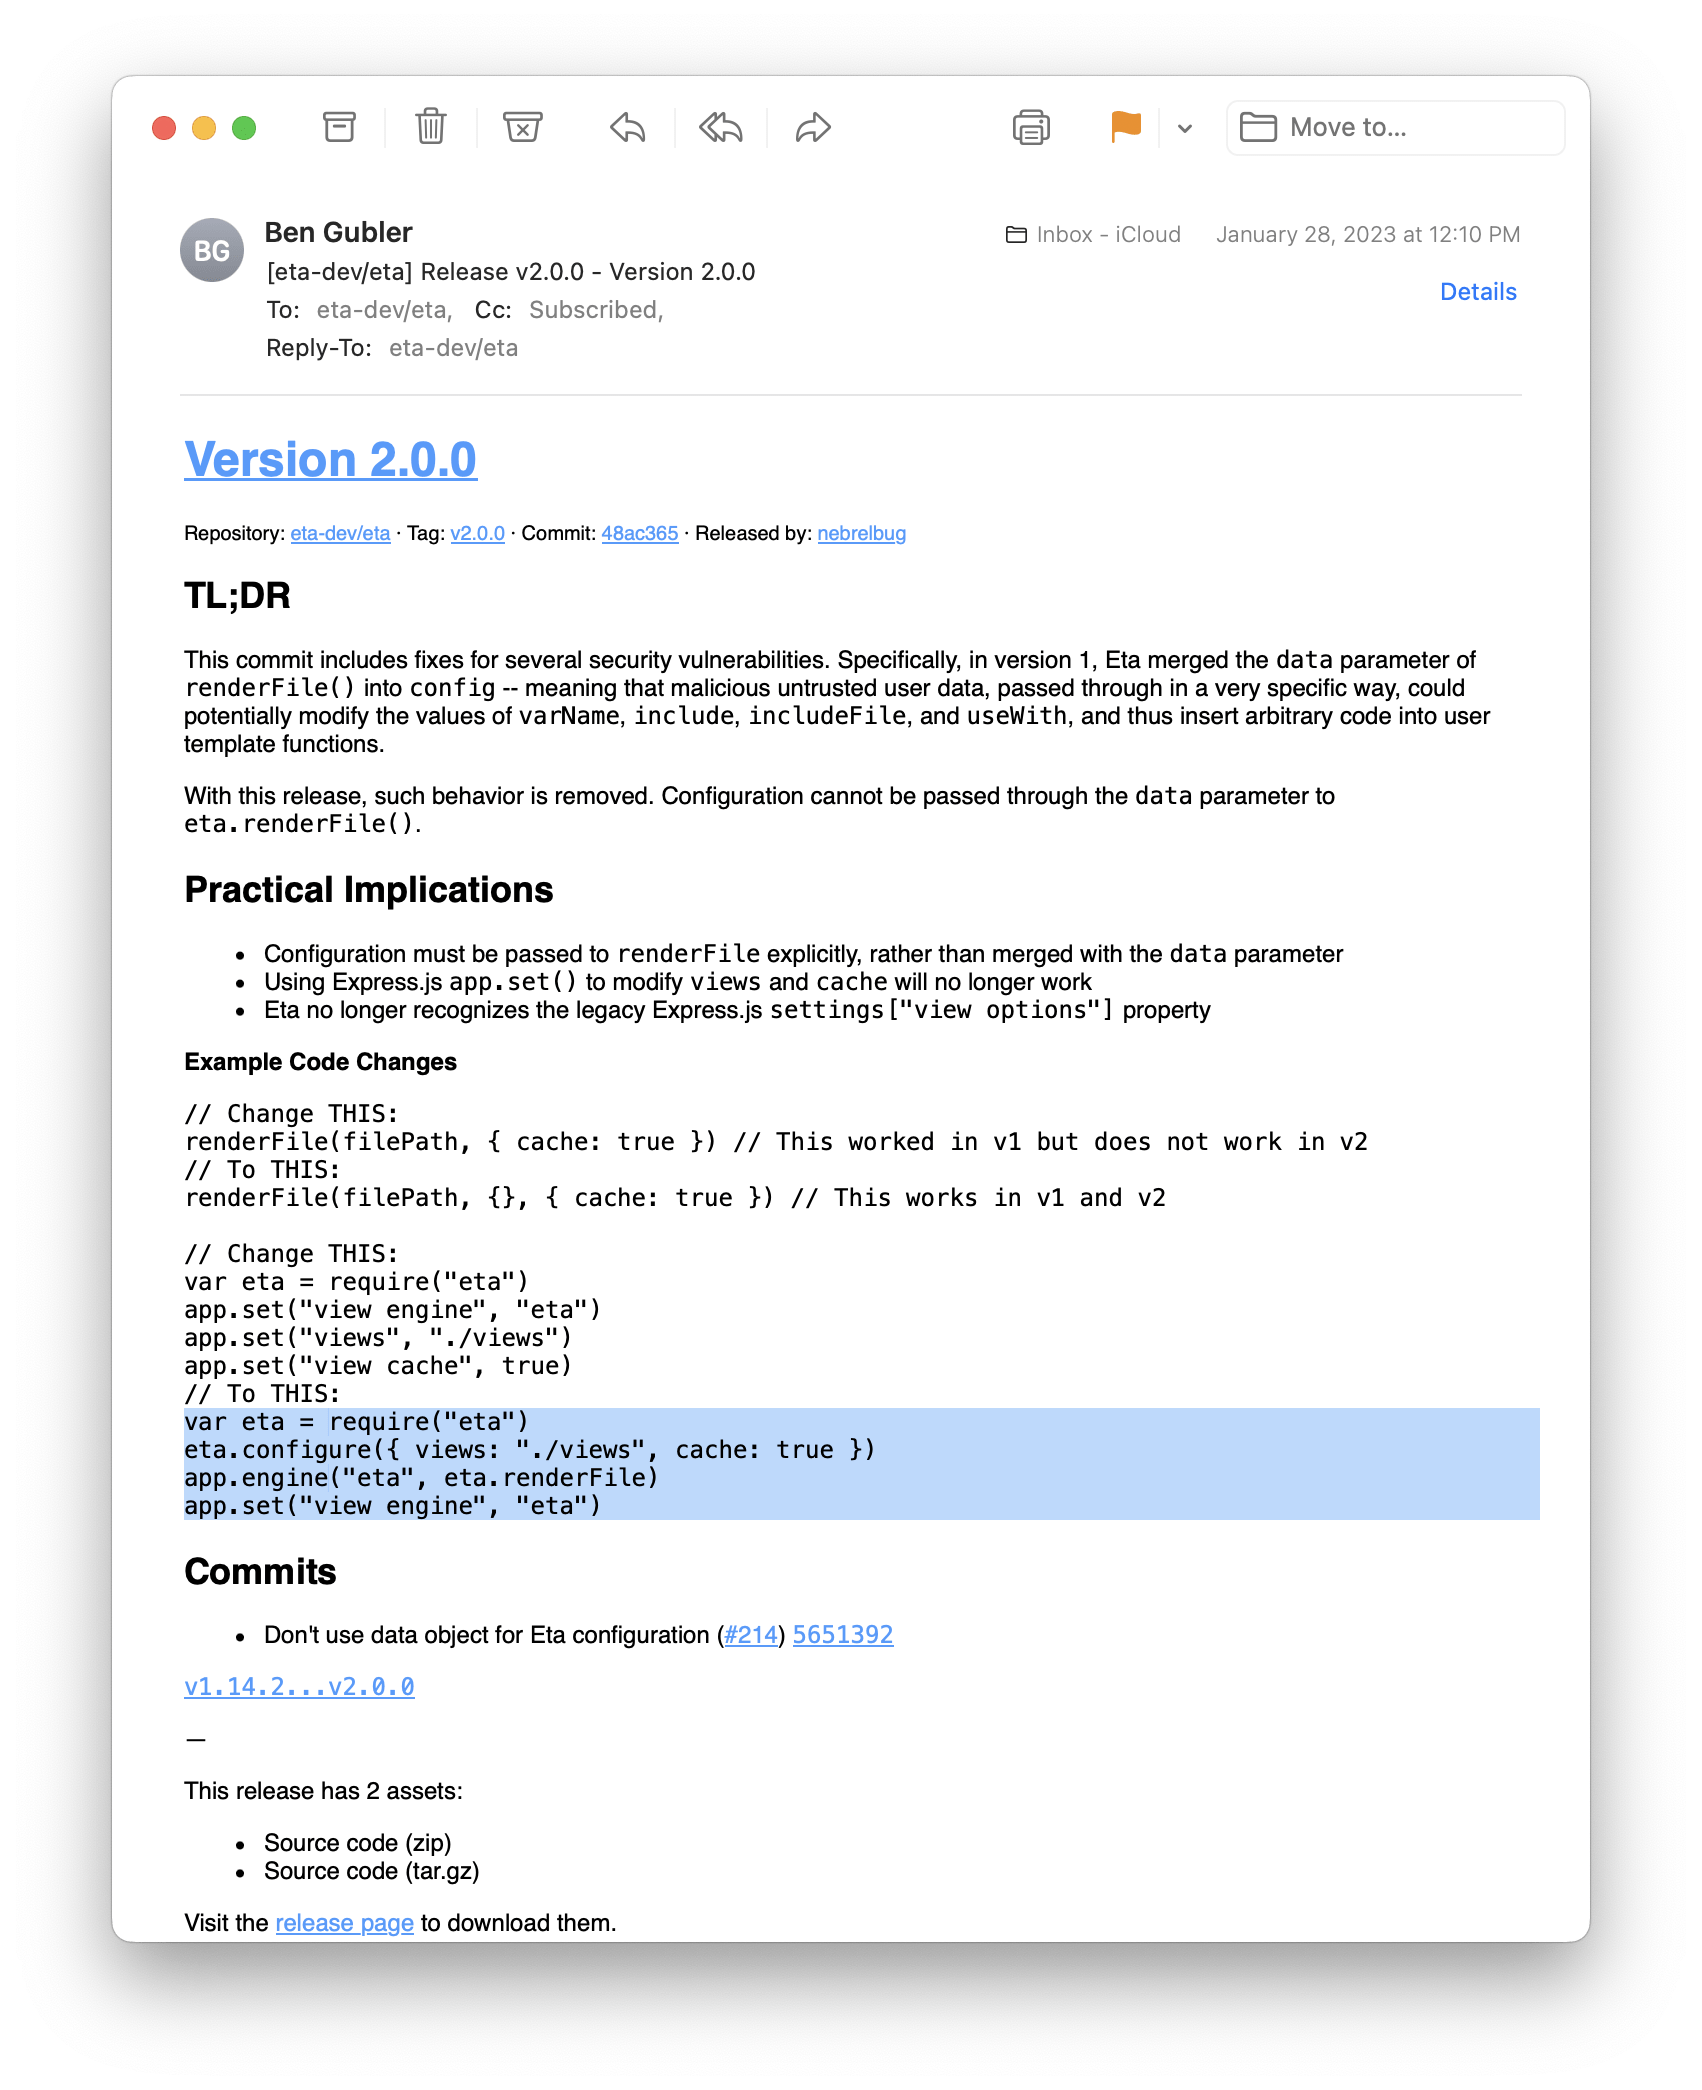 Move to...
BG
Ben Gubler
Inbox - iCloud January 28, 2023 at 12:10 PM
[eta-dev/eta] Release v2.0.0 - Version 2.0.0
Details
To: eta-dev/eta, Cc: Subscribed,
Reply-To: eta-dev/eta
Version 2.0.0
Repository: eta-dev/eta · Tag: v2.0.0 · Commit: 48ac365 · Released by: nebrelbug
TL;DR
This commit includes fixes for several security vulnerabilities. Specifically, in version 1, Eta merged the data parameter of
renderFile() into config -- meaning that malicious untrusted user data, passed through in a very specific way, could
potentially modify the values of varName, include, includeFile, and useWith, and thus insert arbitrary code into user
template functions.
With this release, such behavior is removed. Configuration cannot be passed through the data parameter to
eta.renderFile().
Practical Implications
• Configuration must be passed to renderFile explicitly, rather than merged with the data parameter
• Using Express.js app.set() to modify views and cache will no longer work
• Eta no longer recognizes the legacy Express.js settings["view options"] property
Example Code Changes
// Change THIS:
renderFile(filePath, { cache: true }) // This worked in v1 but does not work in v2
// To THIS:
renderFile(filePath, {}, { cache: true }) // This works in v1 and v2
// Change THIS:
var eta = require("eta")
app.set("view engine", "eta")
app.set("views", "./views")
app.set("view cache", true)
// To THIS:
var eta = require("eta")
eta.configure({ views: "./views", cache: true })
app.engine("eta", eta.renderFile)
app.set("view engine", "eta")
Commits
• Don't use data object for Eta configuration (#214) 5651392
v1.14.2...v2.0.0
—
This release has 2 assets:
• Source code (zip)
• Source code (tar.gz)
Visit the release page to download them.